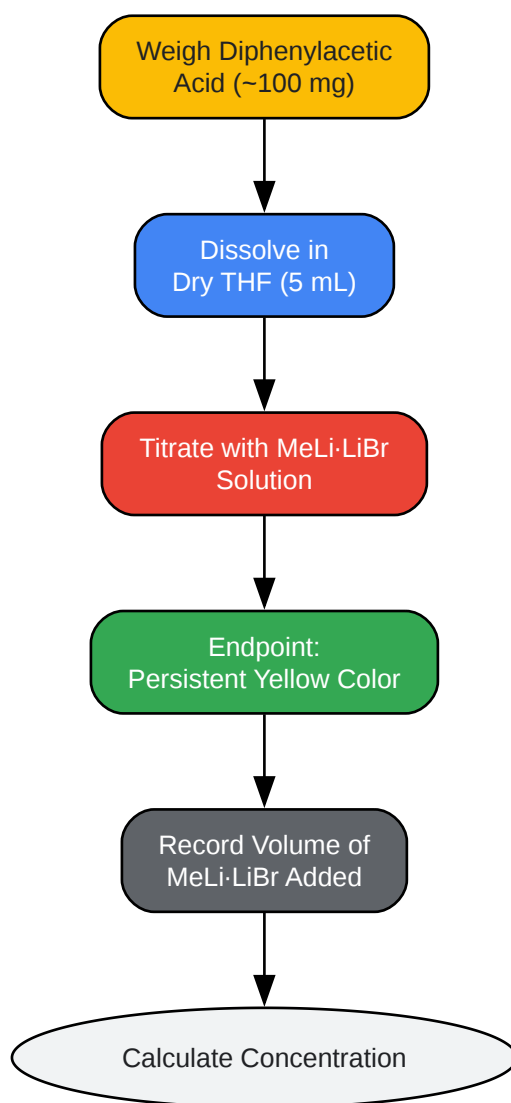 Weigh Diphenylacetic
Acid (~100 mg)
Dissolve in
Dry THF (5 mL)
Titrate with MeLi·LiBr
Solution
Endpoint:
Persistent Yellow Color
Record Volume of
MeLi·LiBr Added
Calculate Concentration